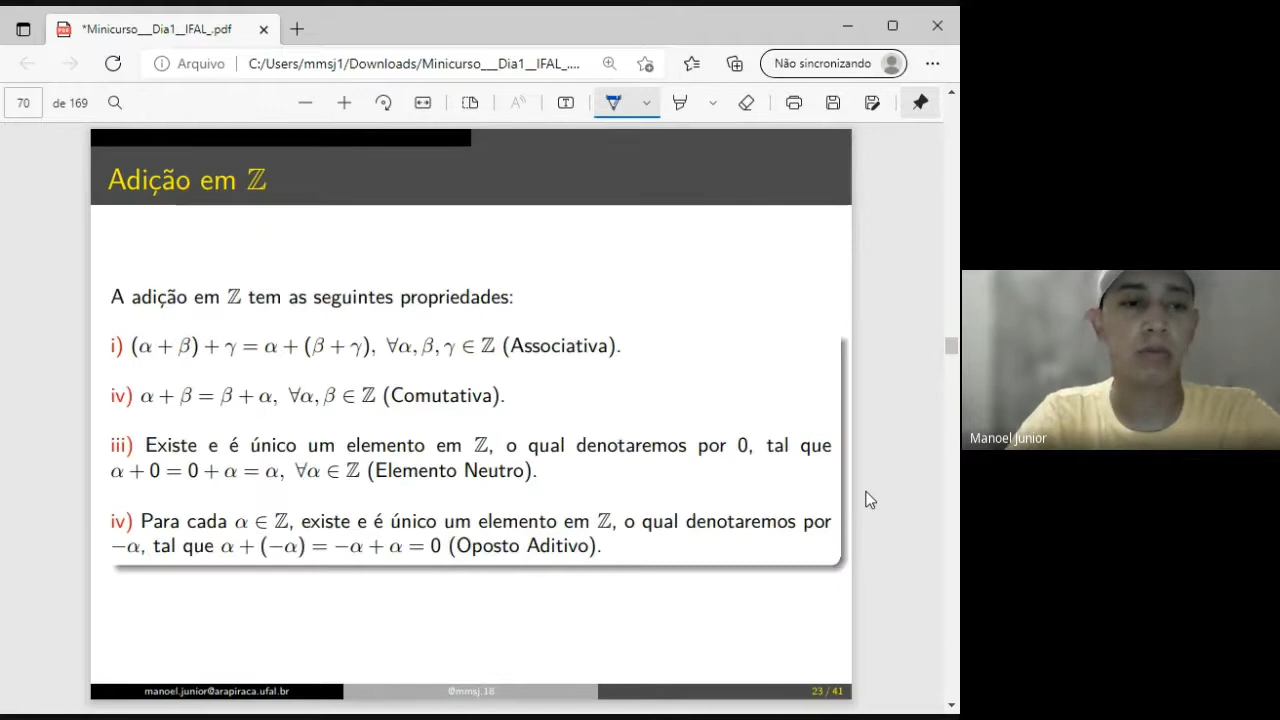 *Minicurso__Dia1__IFAL_.pdf
Arquivo
C:/Users/mmsj1/Downloads/Minicurso__Dia1__IFAL_....
Não sincronizando
70 de 169
Adição em ℤ
A adição em ℤ tem as seguintes propriedades:
i) (α + β) + γ = α + (β + γ), ∀α, β, γ ∈ ℤ (Associativa).
iv) α + β = β + α, ∀α, β ∈ ℤ (Comutativa).
iii) Existe e é único um elemento em ℤ, o qual denotaremos por 0, tal que
α + 0 = 0 + α = α, ∀α ∈ ℤ (Elemento Neutro).
iv) Para cada α ∈ ℤ, existe e é único um elemento em ℤ, o qual denotaremos por
−α, tal que α + (−α) = −α + α = 0 (Oposto Aditivo).
manoel.junior@arapiraca.ufal.br
@mmsj.18
23 / 41
Manoel Junior